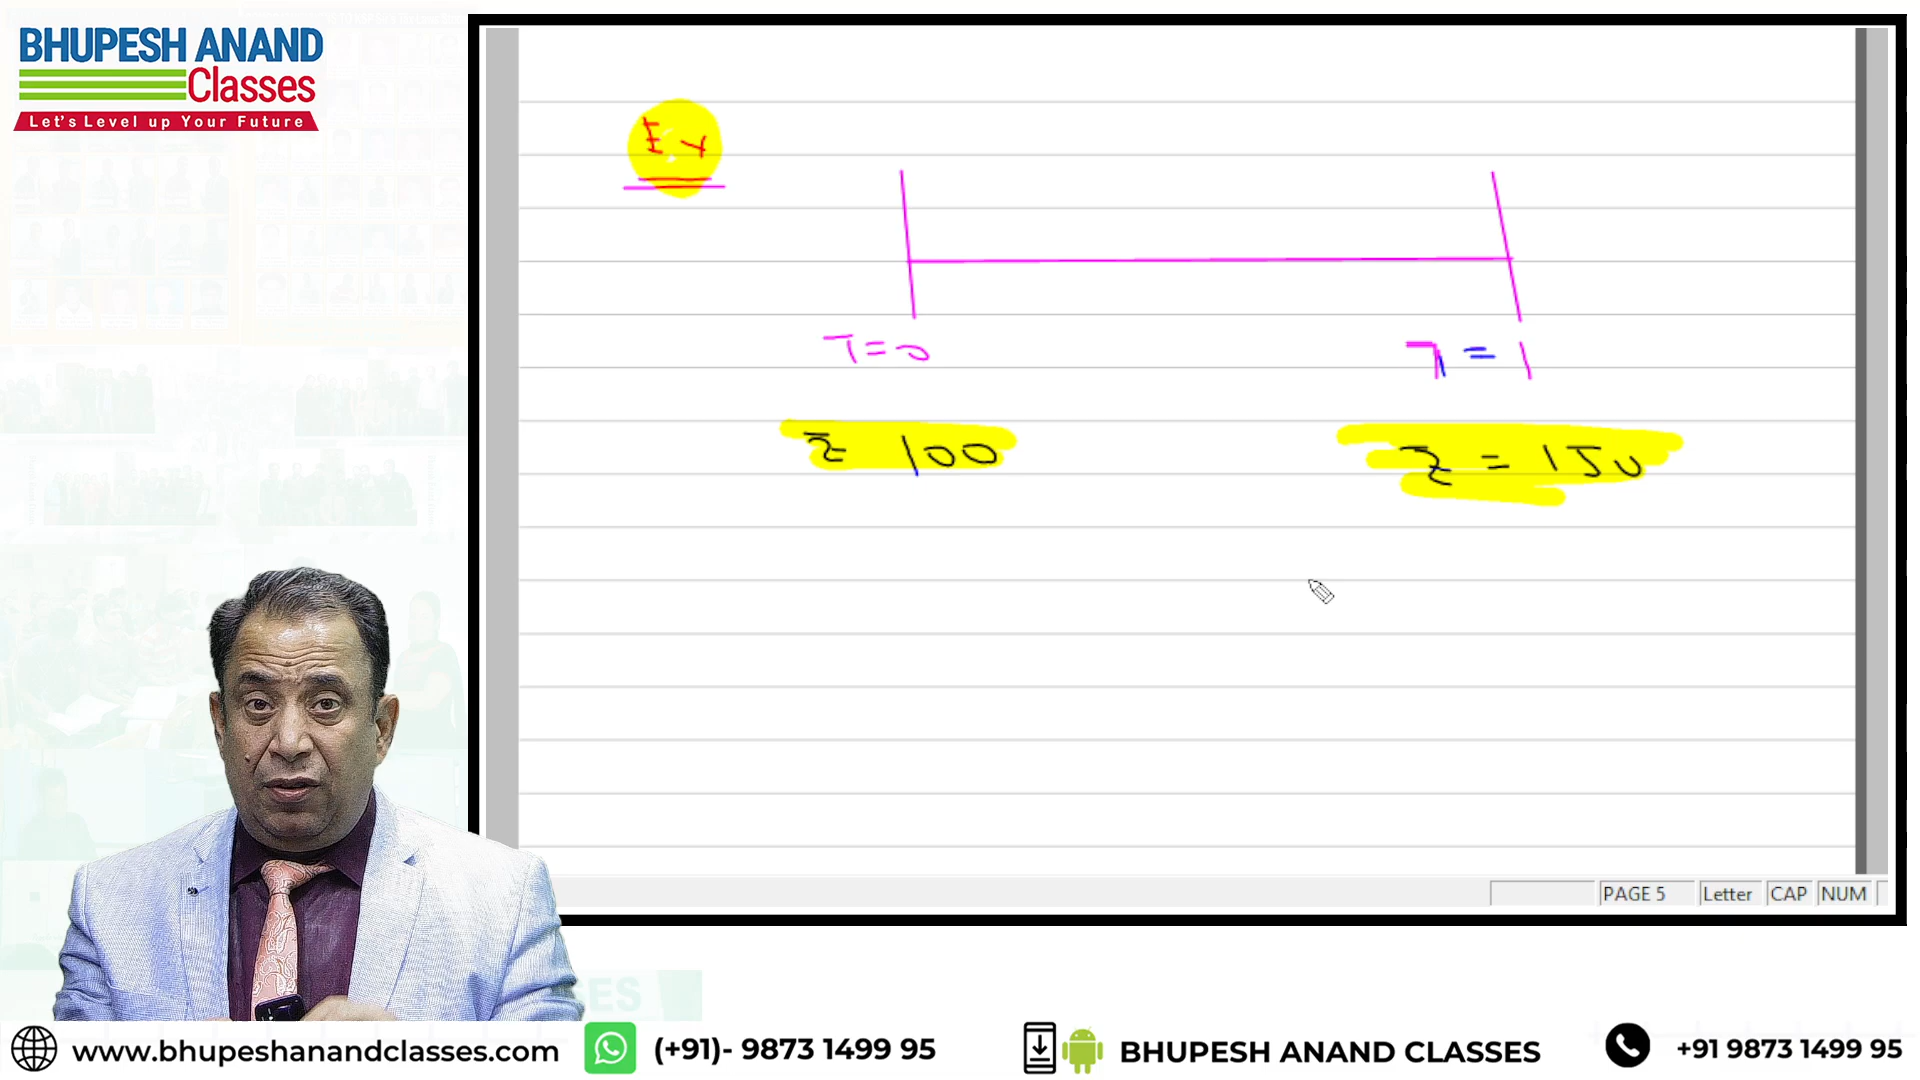 BHUPESH ANAND
Classes
Let's Level up Your Future
Ex
T=0
T = 1
₹ 100
₹ = 150
PAGE 5
Letter
CAP
NUM
www.bhupeshanandclasses.com
(+91)- 9873 1499 95
BHUPESH ANAND CLASSES
+91 9873 1499 95